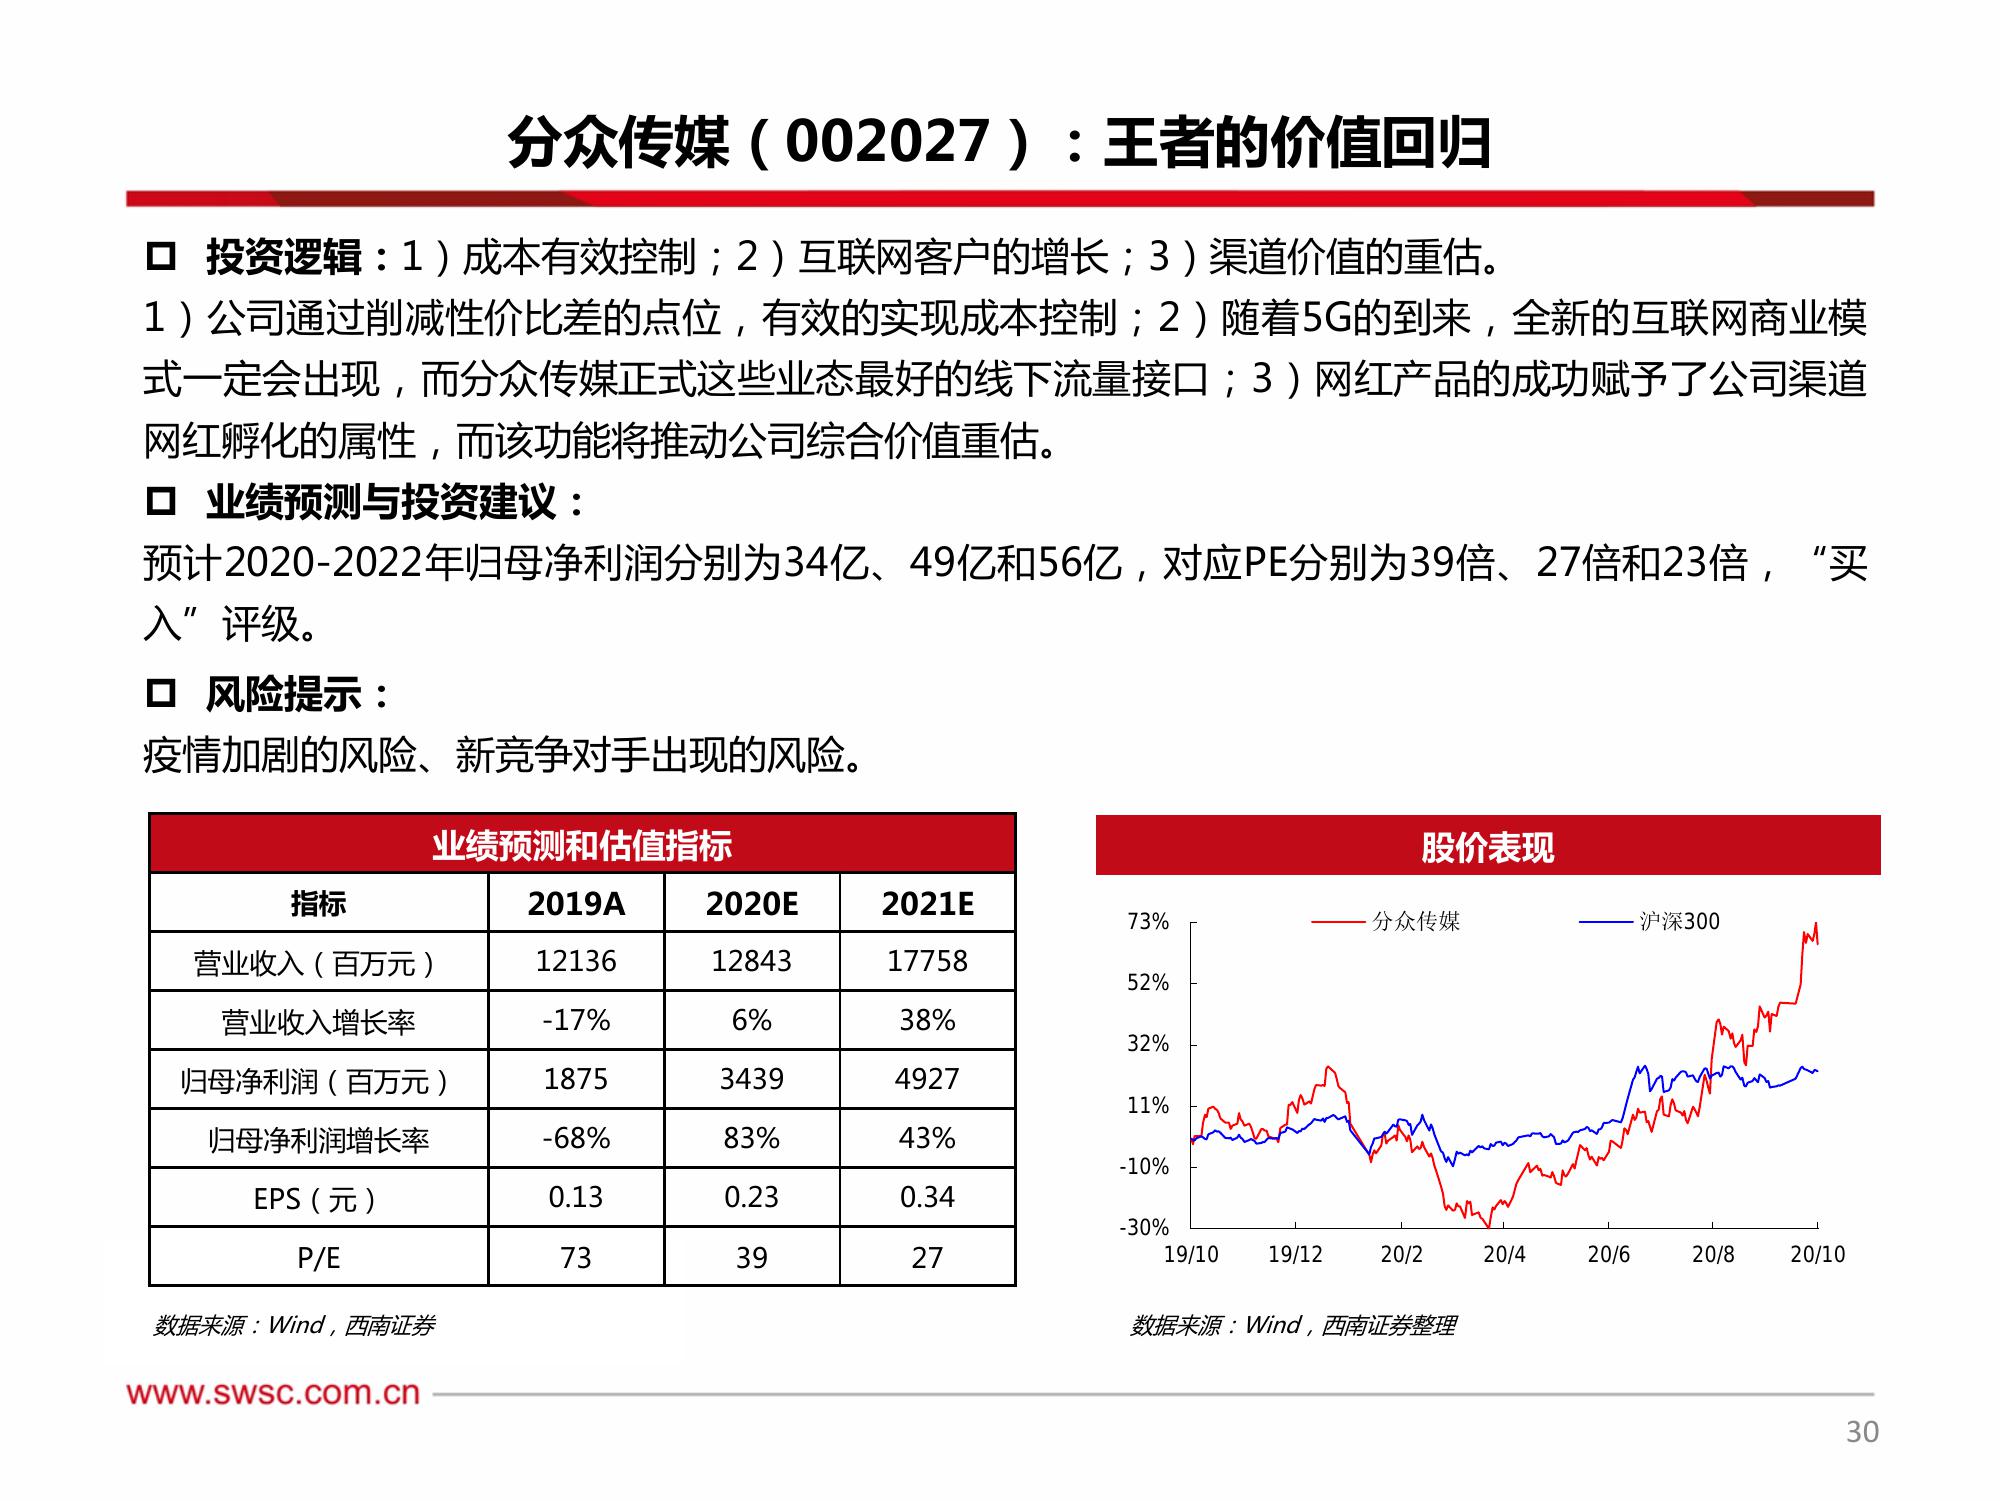 分众传媒（002027）：王者的价值回归
投资逻辑：1）成本有效控制；2）互联网客户的增长；3）渠道价值的重估。
1）公司通过削减性价比差的点位，有效的实现成本控制；2）随着5G的到来，全新的互联网商业模
式一定会出现，而分众传媒正式这些业态最好的线下流量接口；3）网红产品的成功赋予了公司渠道
网红孵化的属性，而该功能将推动公司综合价值重估。
业绩预测与投资建议：
预计2020-2022年归母净利润分别为34亿、49亿和56亿，对应PE分别为39倍、27倍和23倍，“买
入”评级。
风险提示：
疫情加剧的风险、新竞争对手出现的风险。
业绩预测和估值指标
指标 2019A 2020E 2021E
营业收入（百万元） 12136 12843 17758
营业收入增长率 -17% 6% 38%
归母净利润（百万元） 1875 3439 4927
归母净利润增长率 -68% 83% 43%
EPS（元） 0.13 0.23 0.34
P/E 73 39 27
数据来源：Wind，西南证券
股价表现
分众传媒 沪深300
73%
52%
32%
11%
-10%
-30%
19/10 19/12 20/2 20/4 20/6 20/8 20/10
数据来源：Wind，西南证券整理
www.swsc.com.cn
30